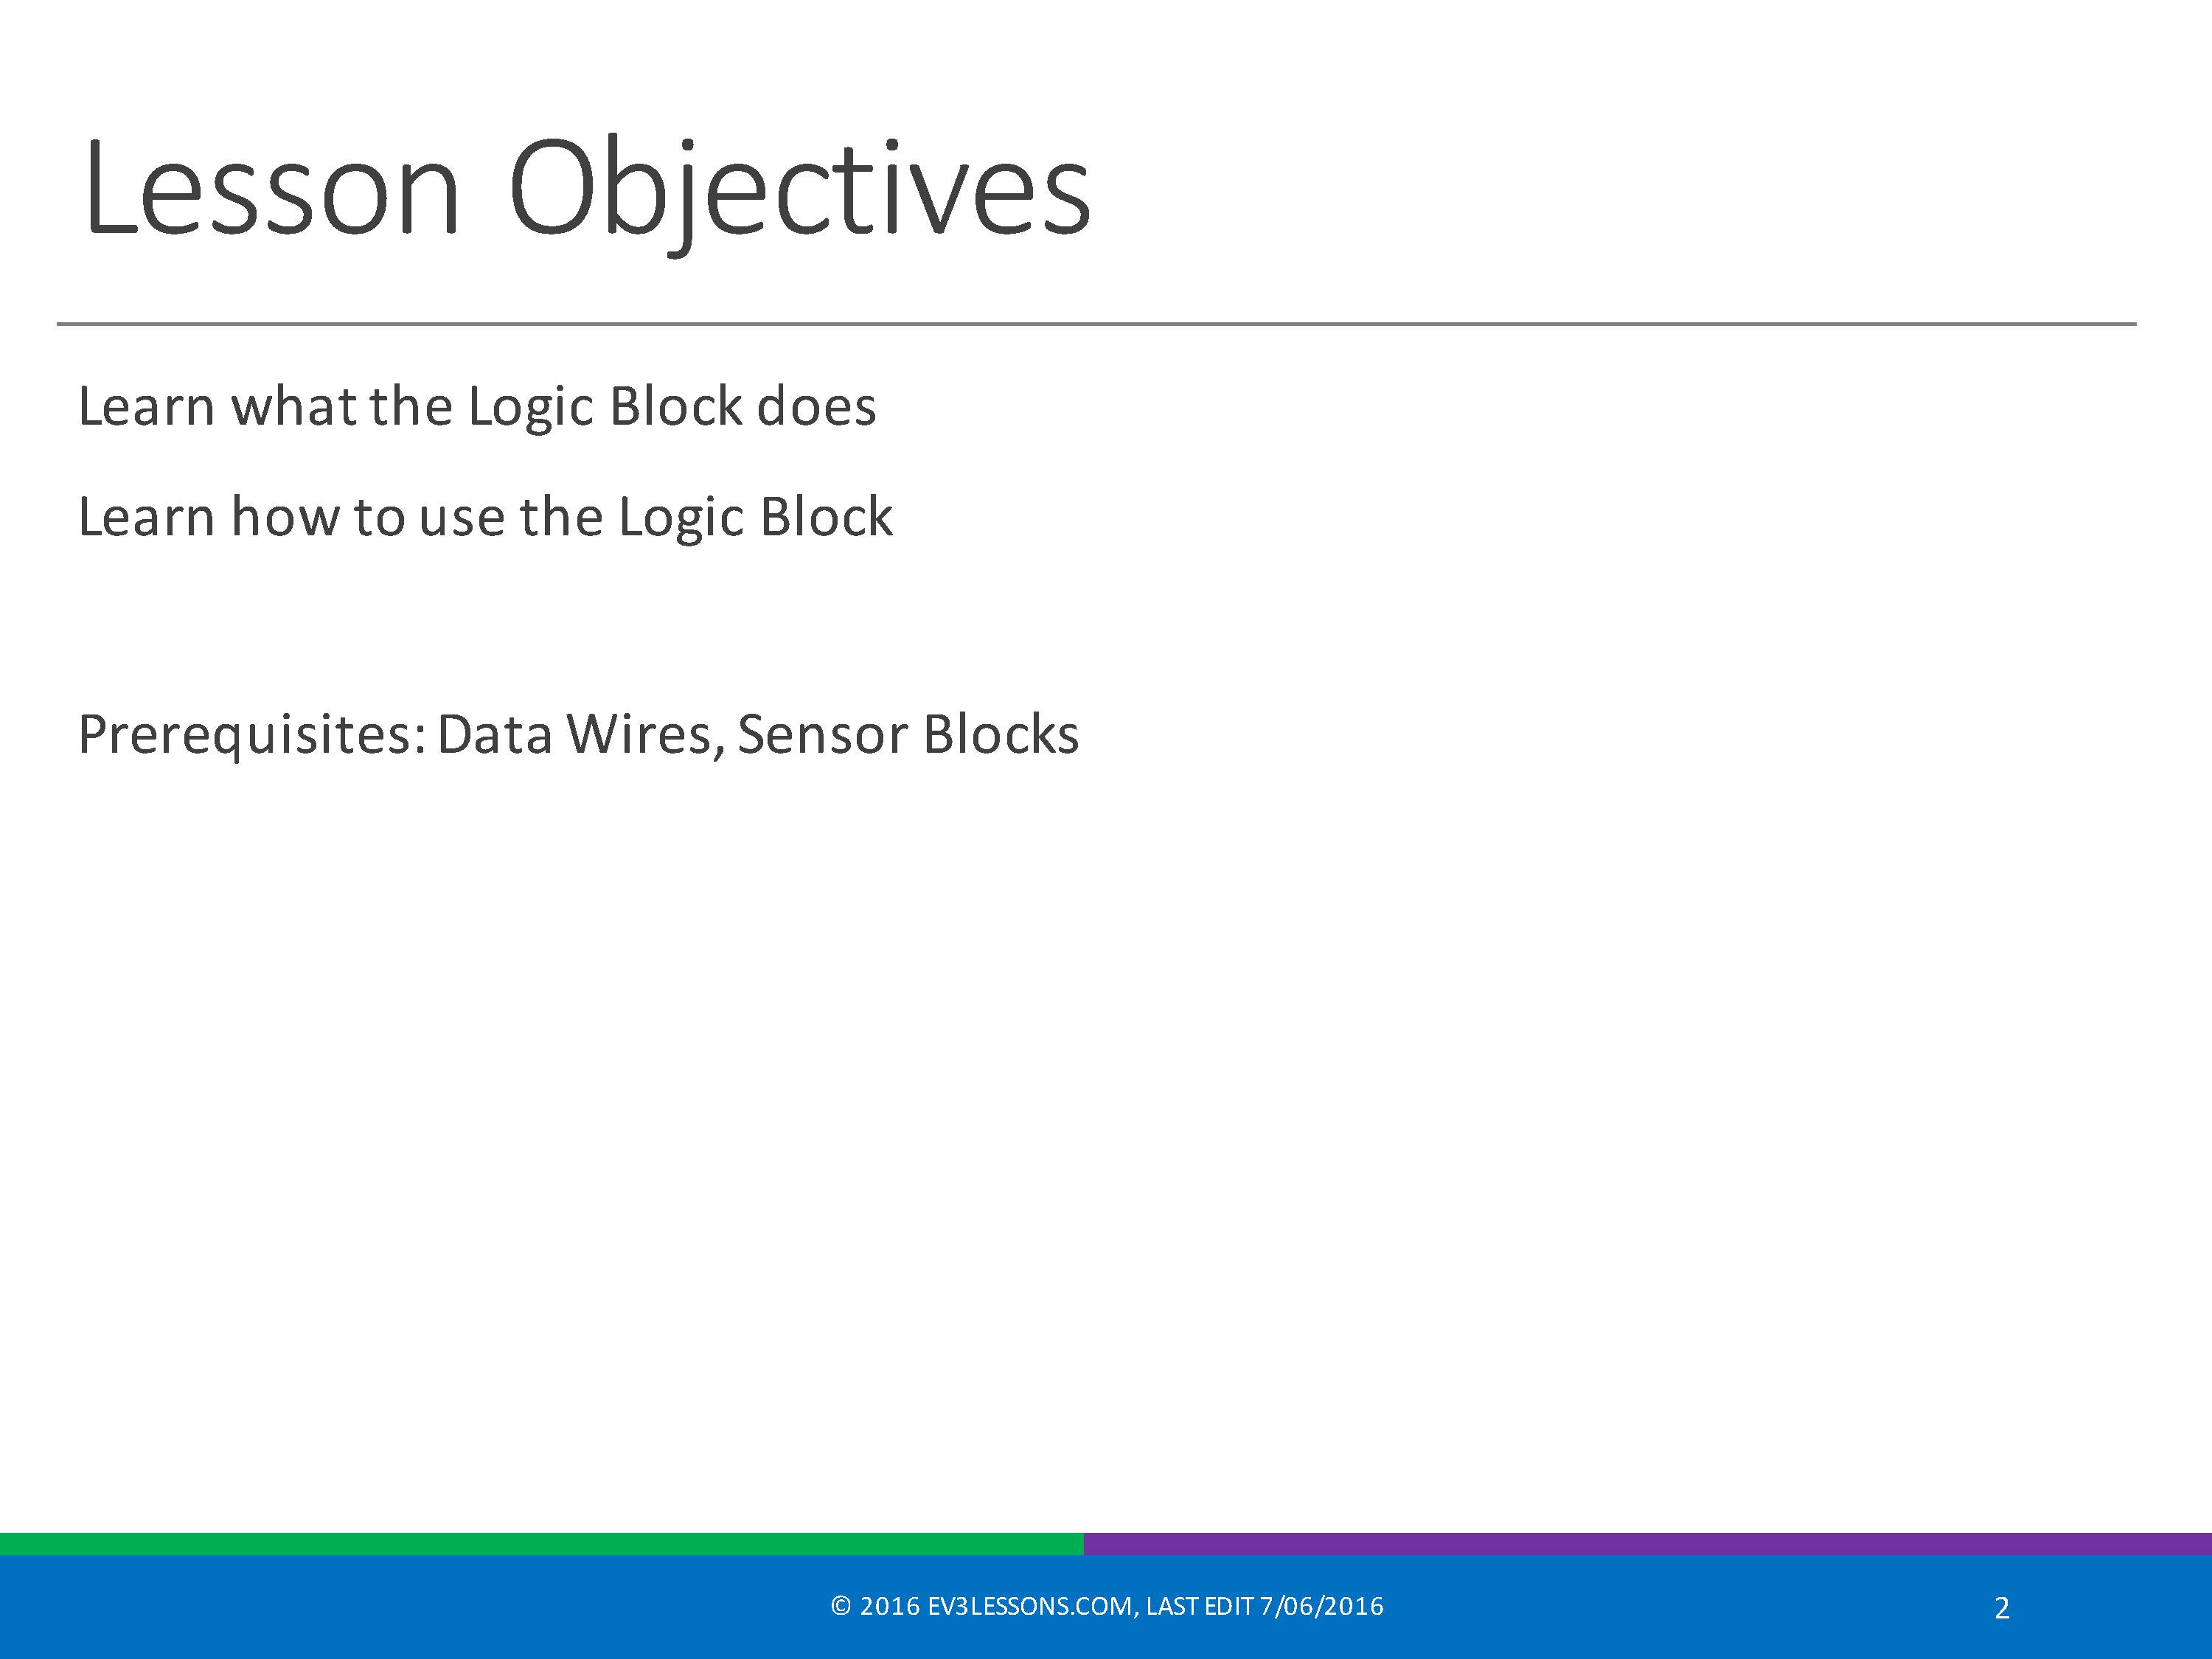 Lesson Objectives
Learn what the Logic Block does
Learn how to use the Logic Block
Prerequisites: Data Wires, Sensor Blocks
© 2016 EV3LESSONS.COM, LAST EDIT 7/06/2016
2